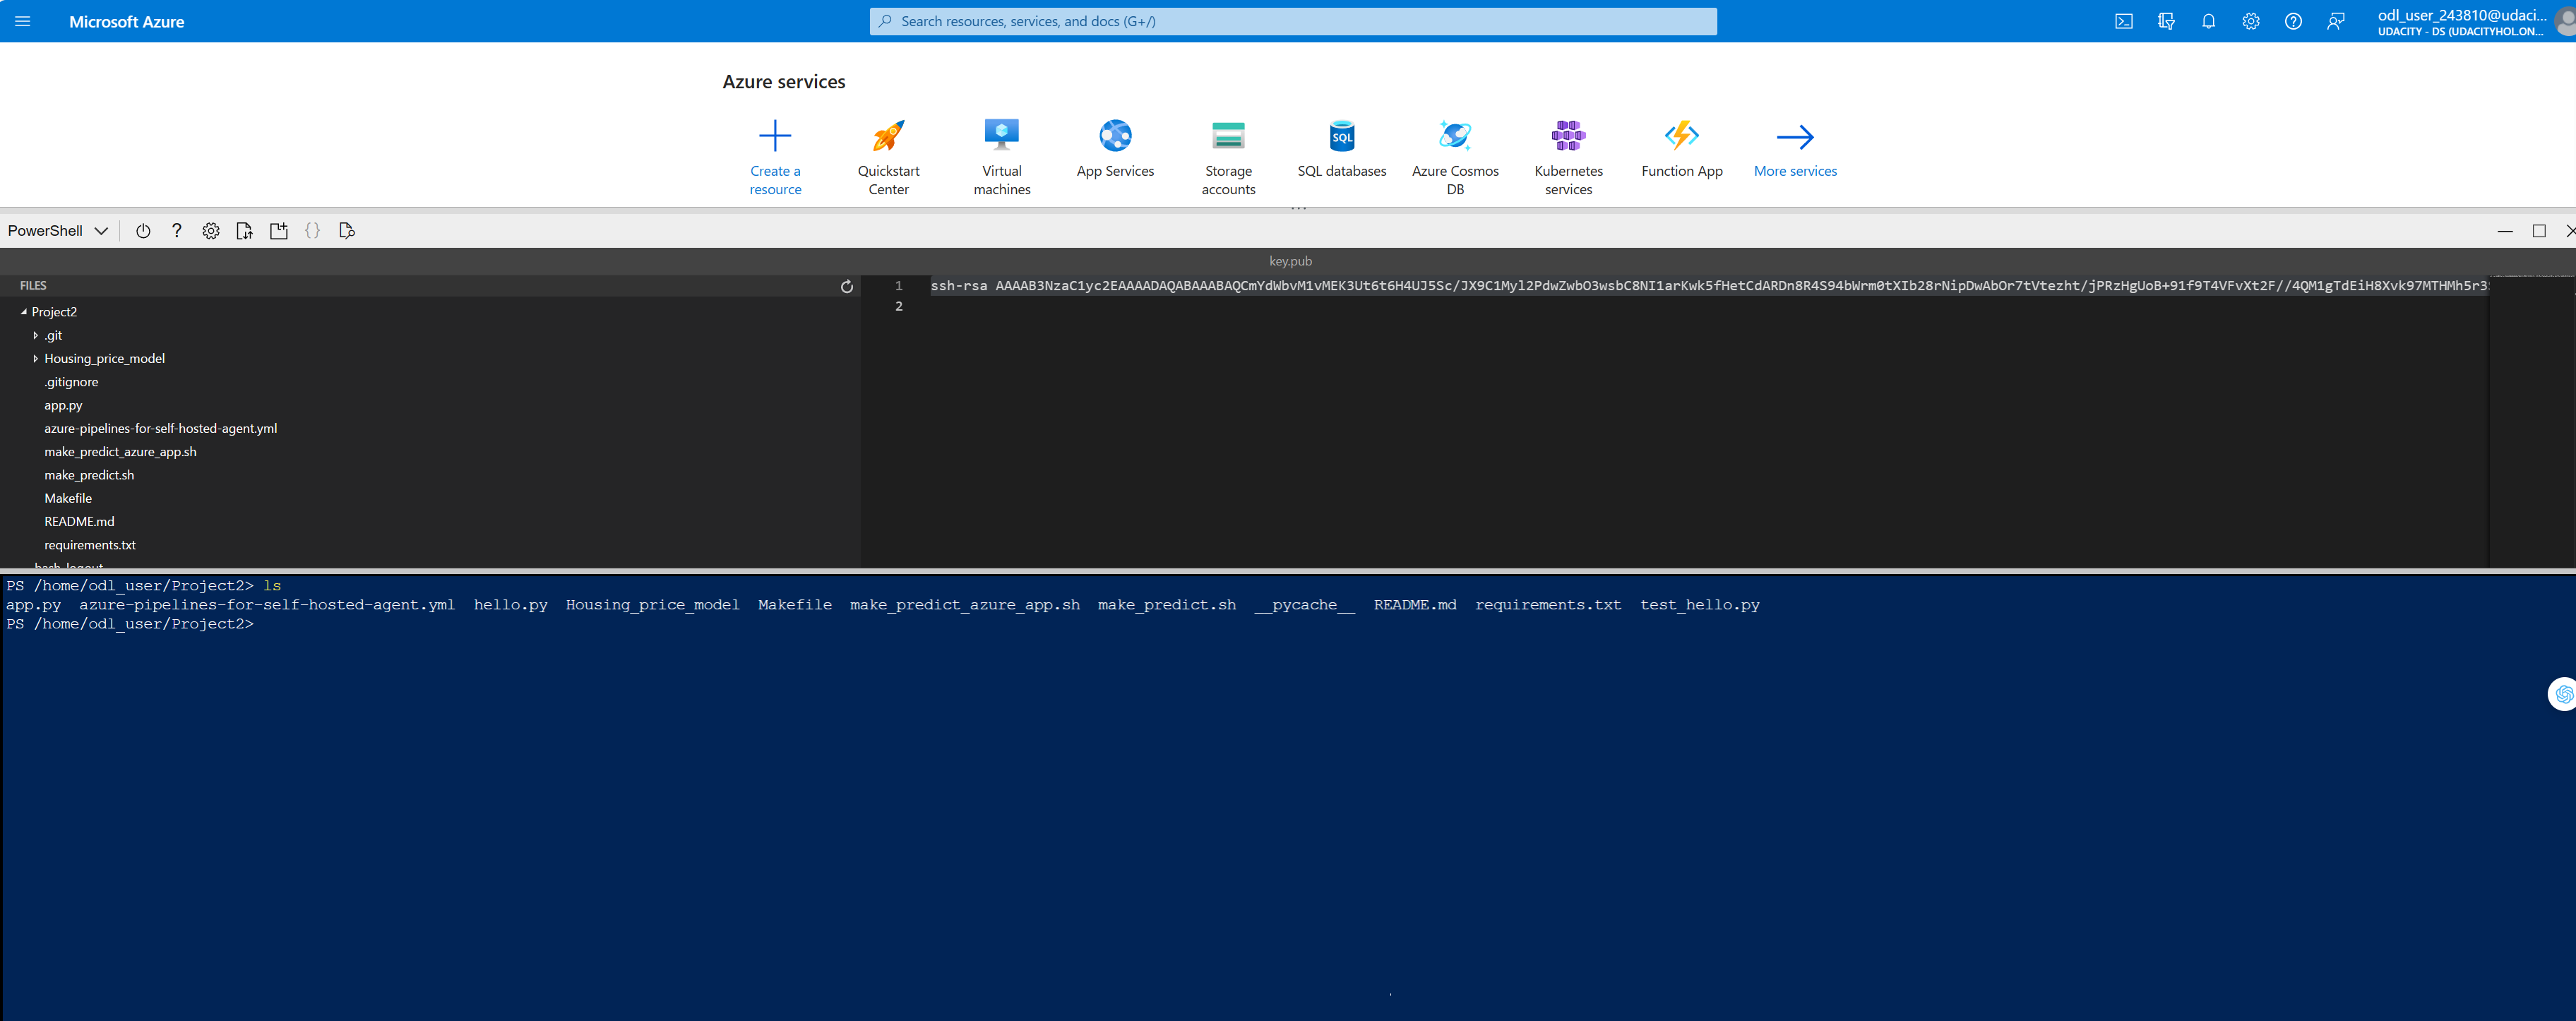 Microsoft Azure
Search resources, services, and docs (G+/)
odl_user_243810@udaci...
UDACITY - DS (UDACITYHOL.ON...
Azure services
Create a resource
Quickstart Center
Virtual machines
App Services
Storage accounts
SQL
SQL databases
Azure Cosmos DB
Kubernetes services
Function App
More services
PowerShell
key.pub
FILES
Project2
.git
Housing_price_model
.gitignore
app.py
azure-pipelines-for-self-hosted-agent.yml
make_predict_azure_app.sh
make_predict.sh
Makefile
README.md
requirements.txt
1 ssh-rsa AAAAB3NzaC1yc2EAAAADAQABAAABAQCmYdWbvM1vMEK3Ut6t6H4UJ5Sc/JX9C1Myl2PdwZwbO3wsbC8NI1arKwk5fHetCdARDn8R4S94bWrm0tXIb28rNipDwAbOr7tVtezht/jPRzHgUoB+91f9T4VFvXt2F//4QM1gTdEiH8Xvk97MTHMh5r3
2
PS /home/odl_user/Project2> ls
app.py azure-pipelines-for-self-hosted-agent.yml hello.py Housing_price_model Makefile make_predict_azure_app.sh make_predict.sh __pycache__ README.md requirements.txt test_hello.py
PS /home/odl_user/Project2>